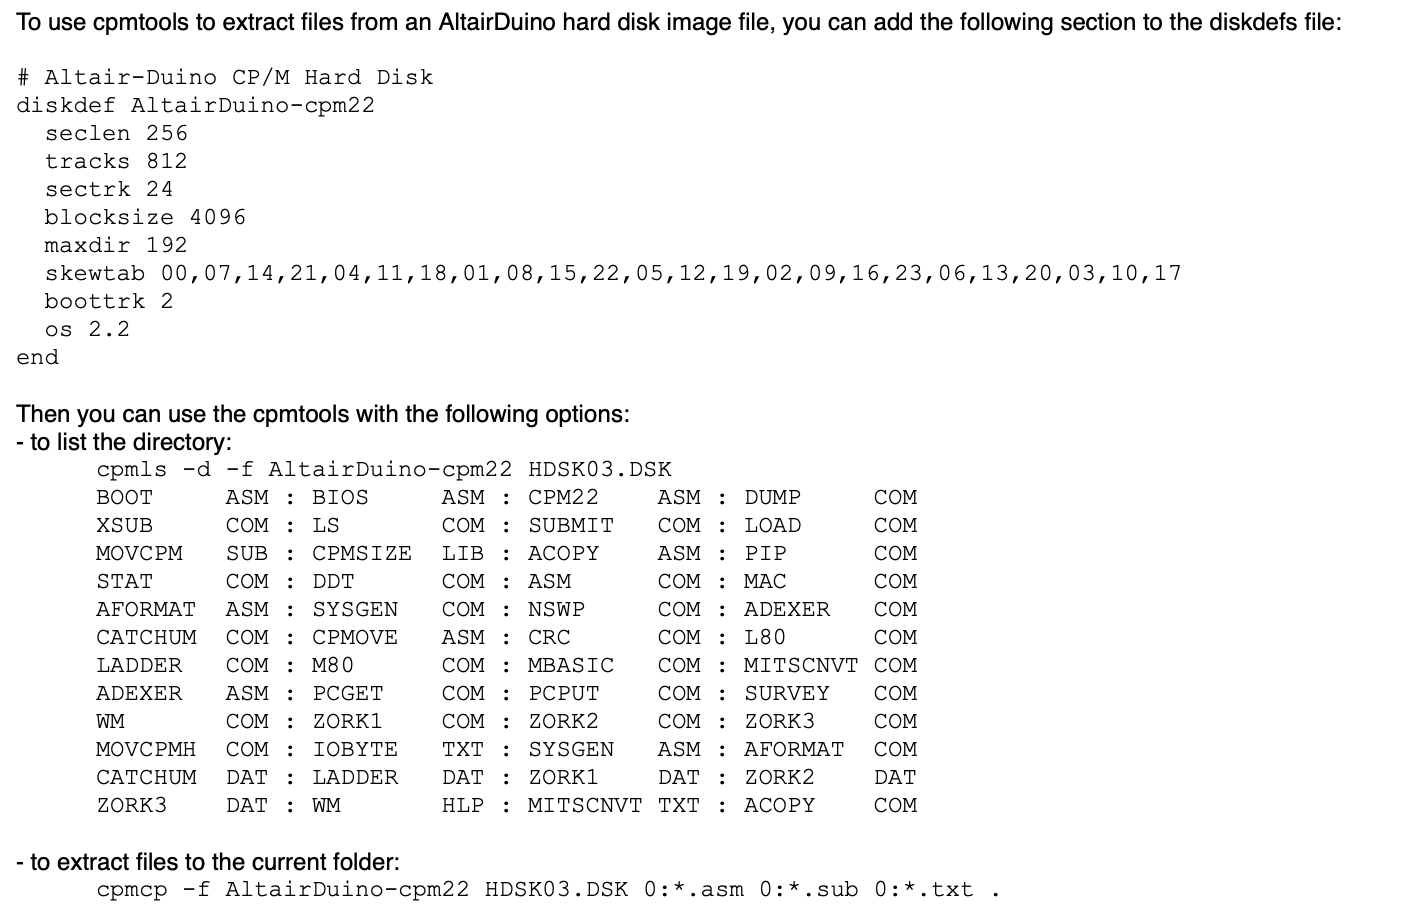 To use cpmtools to extract files from an AltairDuino hard disk image file, you can add the following section to the diskdefs file:
# Altair-Duino CP/M Hard Disk
diskdef AltairDuino-cpm22
  seclen 256
  tracks 812
  sectrk 24
  blocksize 4096
  maxdir 192
  skewtab 00,07,14,21,04,11,18,01,08,15,22,05,12,19,02,09,16,23,06,13,20,03,10,17
  boottrk 2
  os 2.2
end
Then you can use the cpmtools with the following options:
- to list the directory:
cpmls -d -f AltairDuino-cpm22 HDSK03.DSK
BOOT     ASM : BIOS     ASM : CPM22    ASM : DUMP     COM
XSUB     COM : LS       COM : SUBMIT   COM : LOAD     COM
MOVCPM   SUB : CPMSIZE  LIB : ACOPY    ASM : PIP      COM
STAT     COM : DDT      COM : ASM      COM : MAC      COM
AFORMAT  ASM : SYSGEN   COM : NSWP     COM : ADEXER   COM
CATCHUM  COM : CPMOVE   ASM : CRC      COM : L80      COM
LADDER   COM : M80      COM : MBASIC   COM : MITSCNVT COM
ADEXER   ASM : PCGET    COM : PCPUT    COM : SURVEY   COM
WM       COM : ZORK1    COM : ZORK2    COM : ZORK3    COM
MOVCPMH  COM : IOBYTE   TXT : SYSGEN   ASM : AFORMAT  COM
CATCHUM  DAT : LADDER   DAT : ZORK1    DAT : ZORK2    DAT
ZORK3    DAT : WM       HLP : MITSCNVT TXT : ACOPY    COM
- to extract files to the current folder:
cpmcp -f AltairDuino-cpm22 HDSK03.DSK 0:*.asm 0:*.sub 0:*.txt .